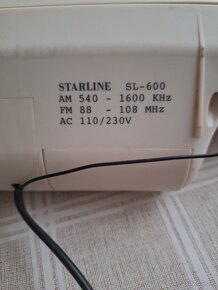 STARLINE SL-600
AM 540 - 1600 KHz
FM 88 - 108 MHz
AC 110/230V